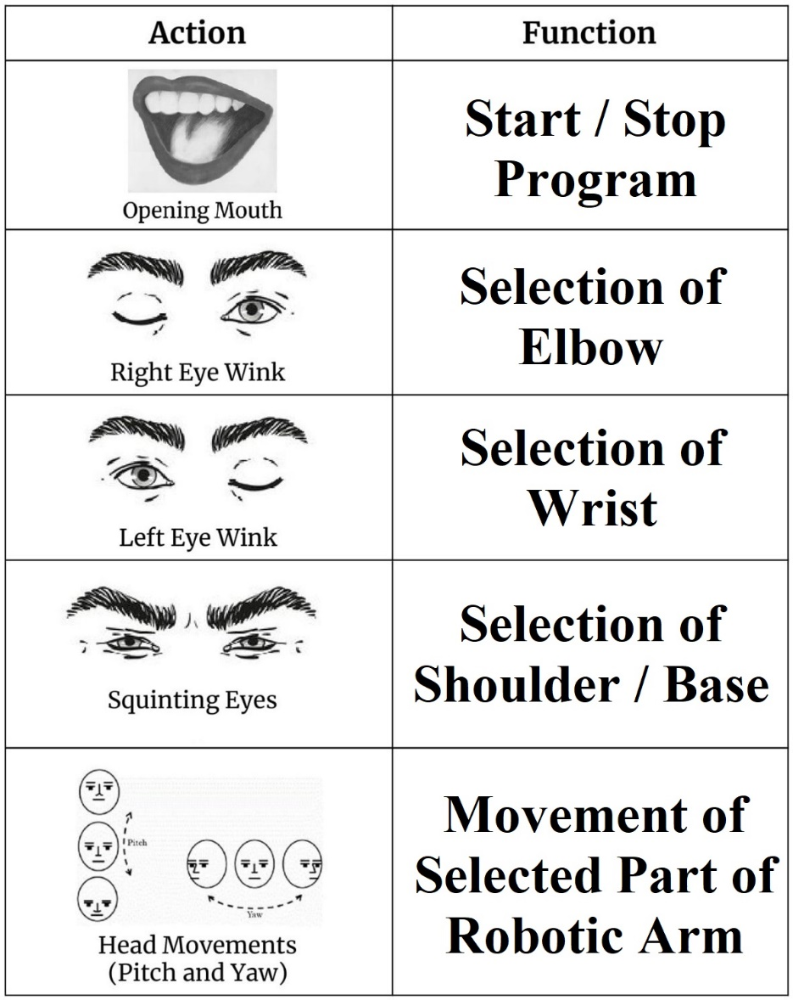 Action
Function
Opening Mouth
Start / Stop
Program
Right Eye Wink
Selection of
Elbow
Left Eye Wink
Selection of
Wrist
Squinting Eyes
Selection of
Shoulder / Base
Pitch
Yaw
Head Movements
(Pitch and Yaw)
Movement of
Selected Part of
Robotic Arm